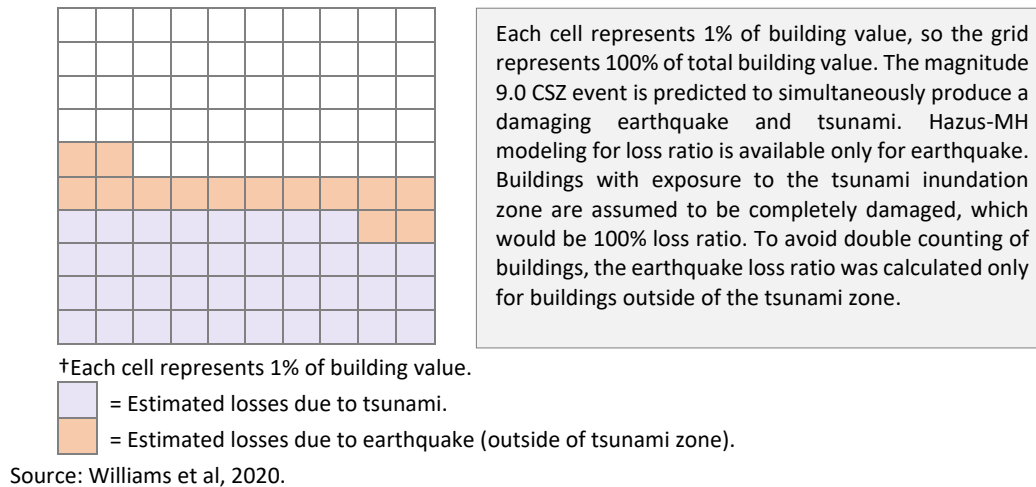 Each cell represents 1% of building value, so the grid
represents 100% of total building value. The magnitude
9.0 CSZ event is predicted to simultaneously produce a
damaging earthquake and tsunami. Hazus-MH
modeling for loss ratio is available only for earthquake.
Buildings with exposure to the tsunami inundation
zone are assumed to be completely damaged, which
would be 100% loss ratio. To avoid double counting of
buildings, the earthquake loss ratio was calculated only
for buildings outside of the tsunami zone.
†Each cell represents 1% of building value.
= Estimated losses due to tsunami.
= Estimated losses due to earthquake (outside of tsunami zone).
Source: Williams et al, 2020.